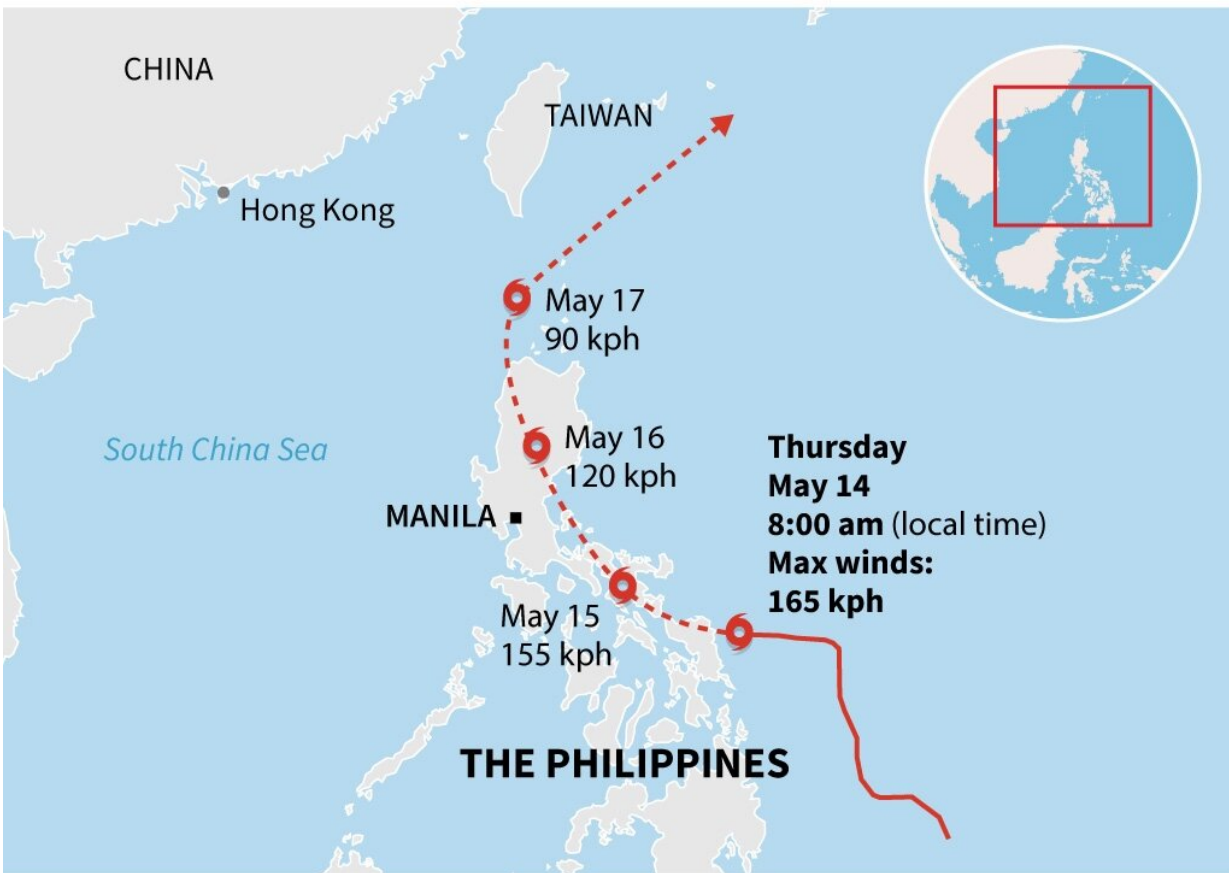 CHINA
TAIWAN
Hong Kong
May 17
90 kph
South China Sea
May 16
120 kph
MANILA
Thursday
May 14
8:00 am (local time)
Max winds:
165 kph
May 15
155 kph
THE PHILIPPINES